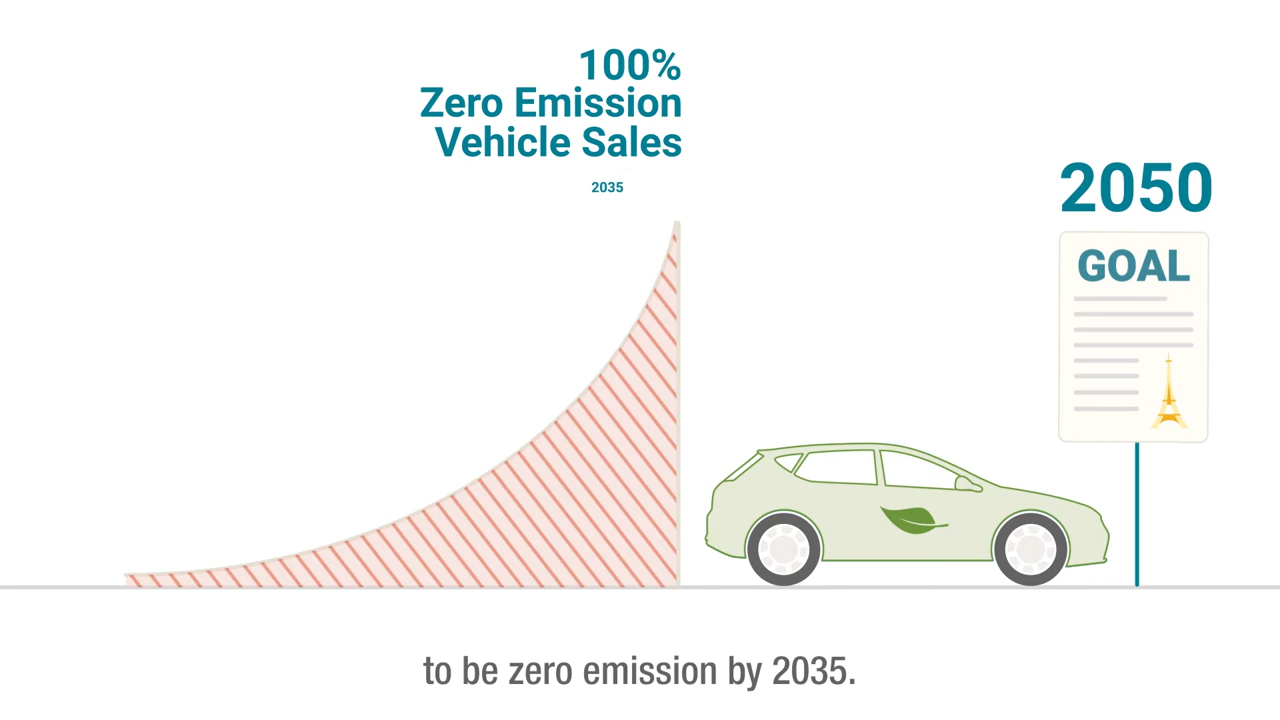 100%
Zero Emission
Vehicle Sales
2035
2050
GOAL
to be zero emission by 2035.